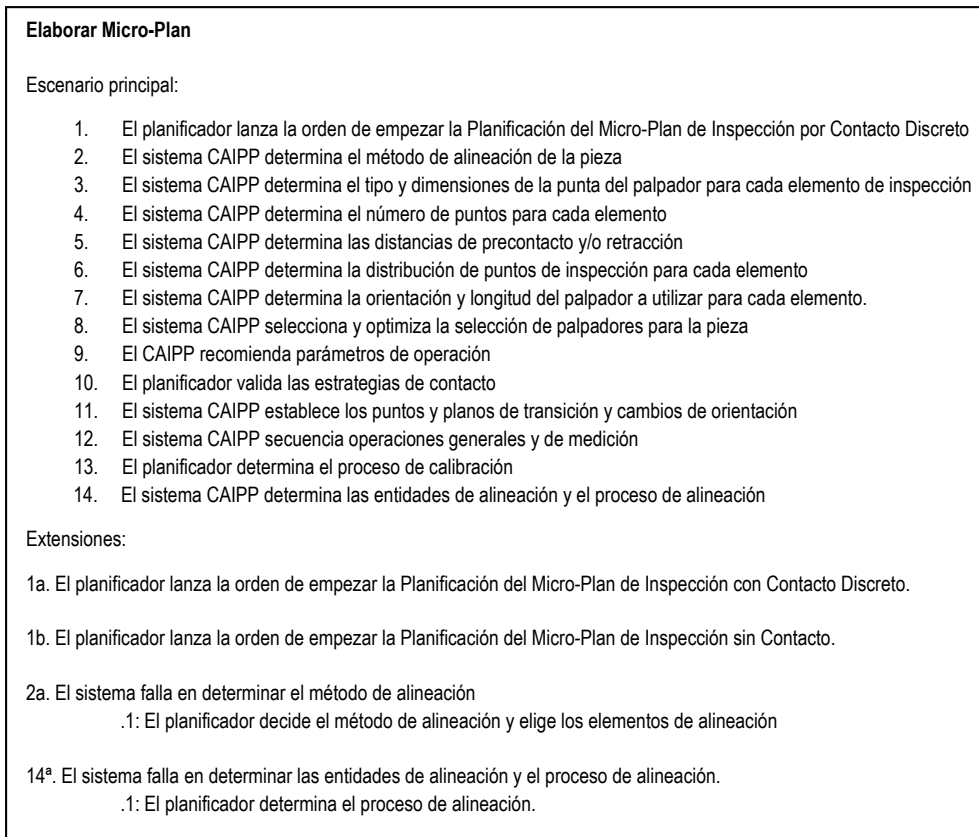 Elaborar Micro-Plan
Escenario principal:
1. El planificador lanza la orden de empezar la Planificación del Micro-Plan de Inspección por Contacto Discreto
2. El sistema CAIPP determina el método de alineación de la pieza
3. El sistema CAIPP determina el tipo y dimensiones de la punta del palpador para cada elemento de inspección
4. El sistema CAIPP determina el número de puntos para cada elemento
5. El sistema CAIPP determina las distancias de precontacto y/o retracción
6. El sistema CAIPP determina la distribución de puntos de inspección para cada elemento
7. El sistema CAIPP determina la orientación y longitud del palpador a utilizar para cada elemento.
8. El sistema CAIPP selecciona y optimiza la selección de palpadores para la pieza
9. El CAIPP recomienda parámetros de operación
10. El planificador valida las estrategias de contacto
11. El sistema CAIPP establece los puntos y planos de transición y cambios de orientación
12. El sistema CAIPP secuencia operaciones generales y de medición
13. El planificador determina el proceso de calibración
14. El sistema CAIPP determina las entidades de alineación y el proceso de alineación
Extensiones:
1a. El planificador lanza la orden de empezar la Planificación del Micro-Plan de Inspección con Contacto Discreto.
1b. El planificador lanza la orden de empezar la Planificación del Micro-Plan de Inspección sin Contacto.
2a. El sistema falla en determinar el método de alineación
.1: El planificador decide el método de alineación y elige los elementos de alineación
14ª. El sistema falla en determinar las entidades de alineación y el proceso de alineación.
.1: El planificador determina el proceso de alineación.